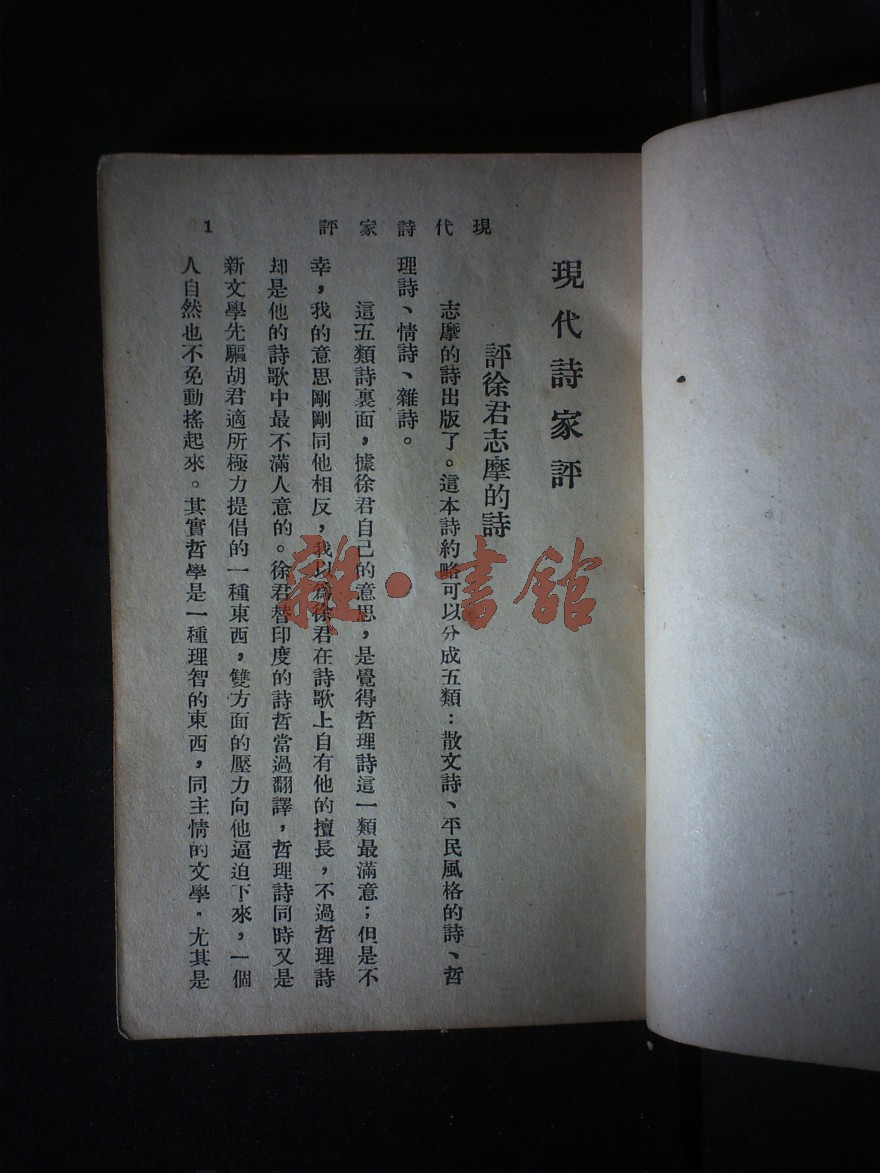 現代詩家評
1
現代詩家評
評徐君志摩的詩
志摩的詩出版了。這本詩約略可以分成五類：散文詩、平民風格的詩、哲
理詩、情詩、雜詩。
這五類詩裏面，據徐君自己的意思，是覺得哲理詩這一類最滿意；但是不
幸，我的意思剛剛同他相反，我以爲徐君在詩歌上自有他的擅長，不過哲理詩
却是他的詩歌中最不滿人意的。徐君替印度的詩哲當過翻譯，哲理詩同時又是
新文學先驅胡君適所極力提倡的一種東西，雙方面的壓力向他逼迫下來，一個
人自然也不免動搖起來。其實哲學是一種理智的東西，同主情的文學，尤其是
雜·書館